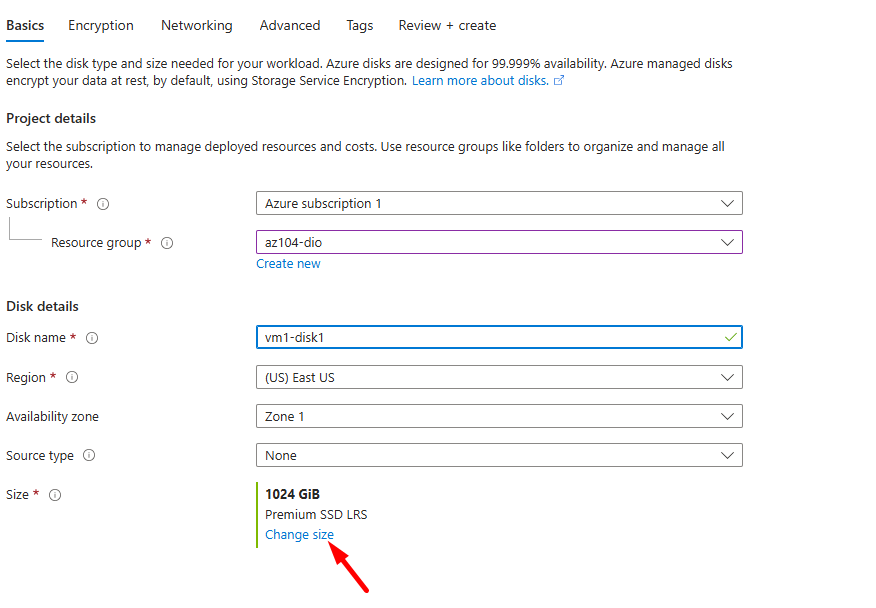 Basics Encryption Networking Advanced Tags Review + create
Select the disk type and size needed for your workload. Azure disks are designed for 99.999% availability. Azure managed disks
encrypt your data at rest, by default, using Storage Service Encryption. Learn more about disks.
Project details
Select the subscription to manage deployed resources and costs. Use resource groups like folders to organize and manage all
your resources.
Subscription * Azure subscription 1
Resource group * az104-dio
Create new
Disk details
Disk name * vm1-disk1
Region * (US) East US
Availability zone Zone 1
Source type None
Size * 1024 GiB
Premium SSD LRS
Change size